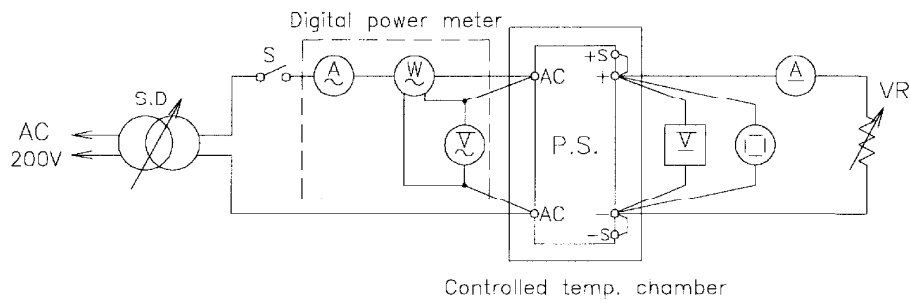 Digital power meter
S
A
W
AC
+S
+
A
S.D
VR
AC
200V
V
P.S.
V
AC
−
−S
Controlled temp. chamber